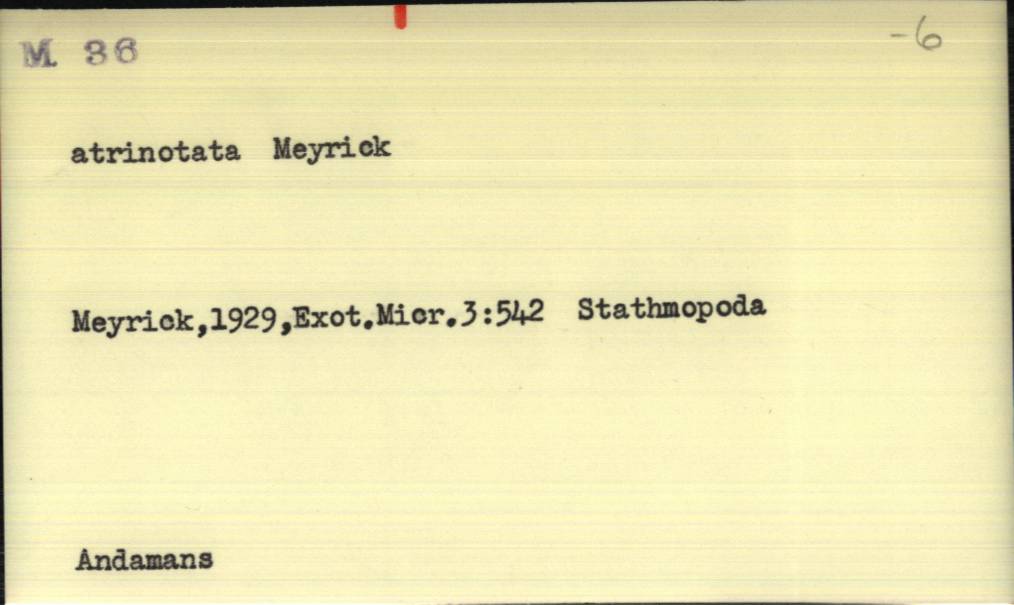 M. 36
-6
atrinotata Meyrick
Meyrick,1929,Exot.Micr.3:542 Stathmopoda
Andamans